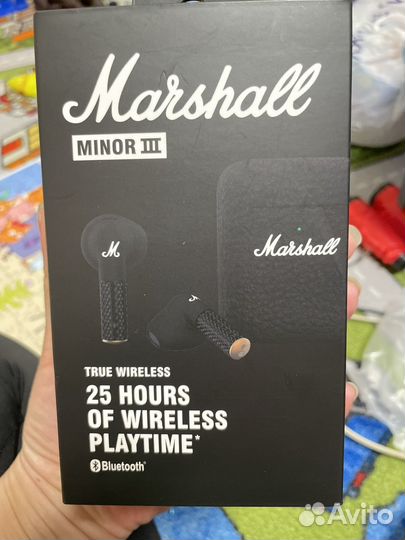 Marshall
MINOR III
M
Marshall
M
TRUE WIRELESS
25 HOURS
OF WIRELESS
PLAYTIME*
Bluetooth®
Avito